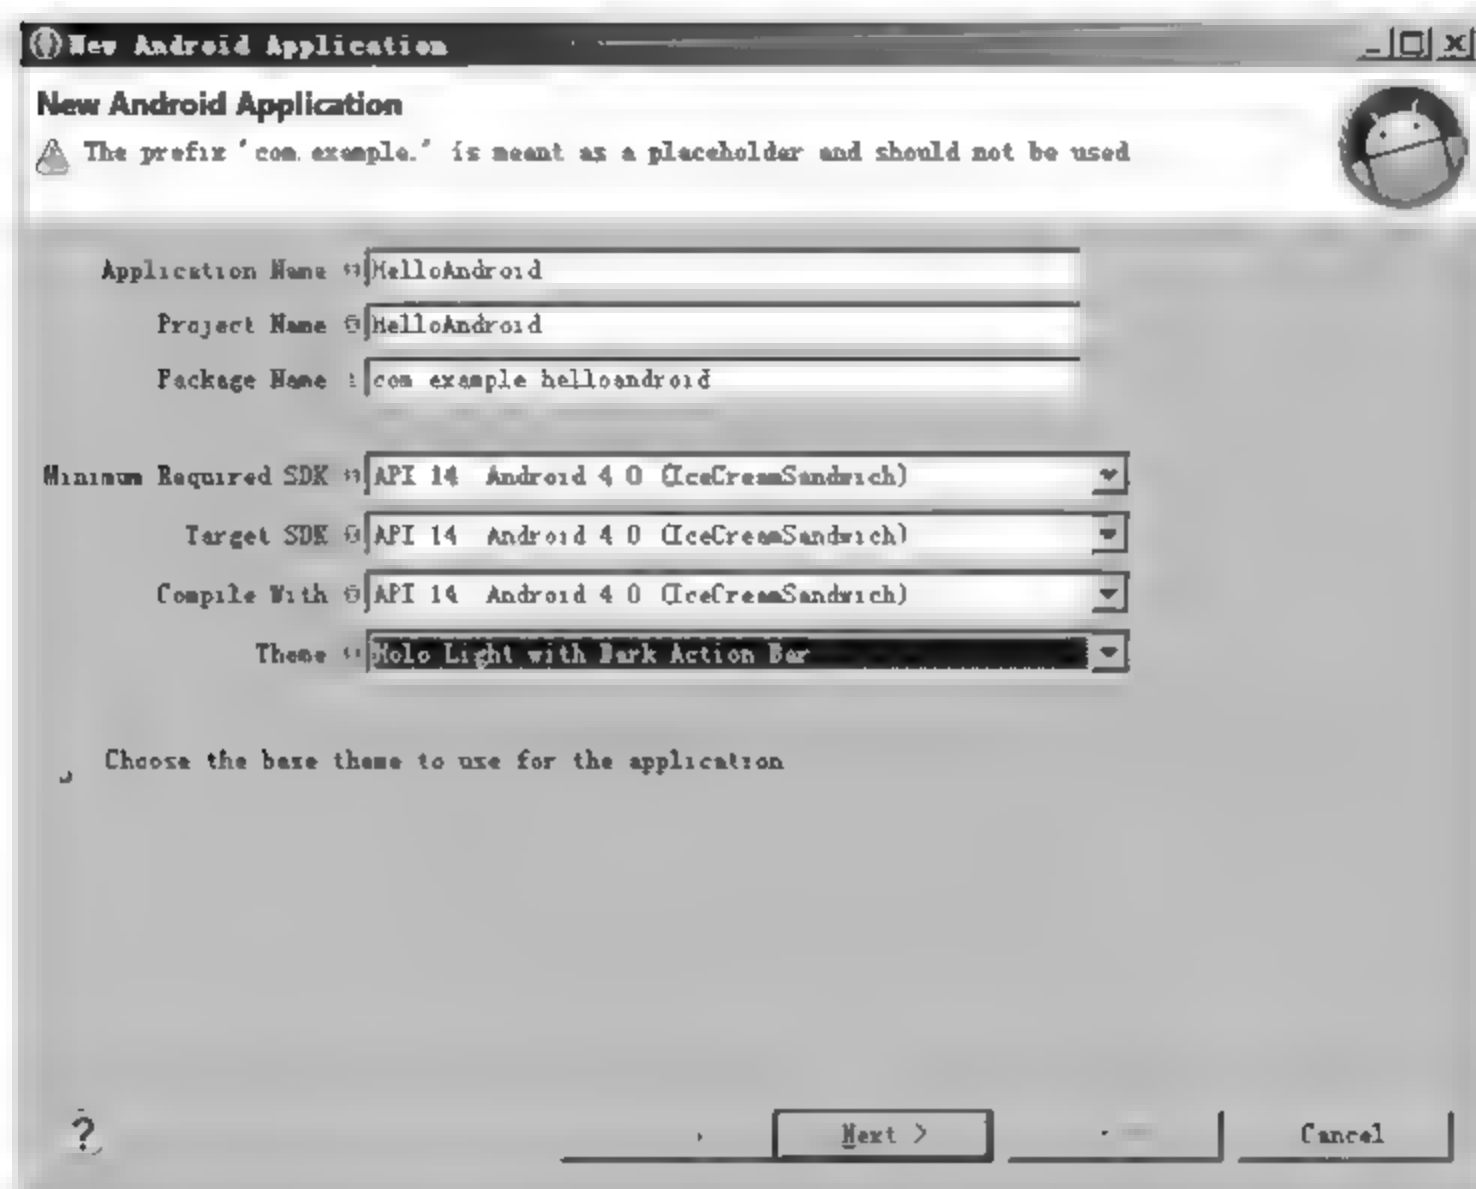 New Android Application
New Android Application
The prefix 'com.example.' is meant as a placeholder and should not be used
Application Name HelloAndroid
Project Name HelloAndroid
Package Name : com example helloandroid
Minimum Required SDK API 14 Android 4 0 (IceCreamSandwich)
Target SDK API 14 Android 4 0 (IceCreamSandwich)
Compile With API 14 Android 4 0 (IceCreamSandwich)
Theme Holo Light with Dark Action Bar
Choose the base theme to use for the application
? Next > Cancel